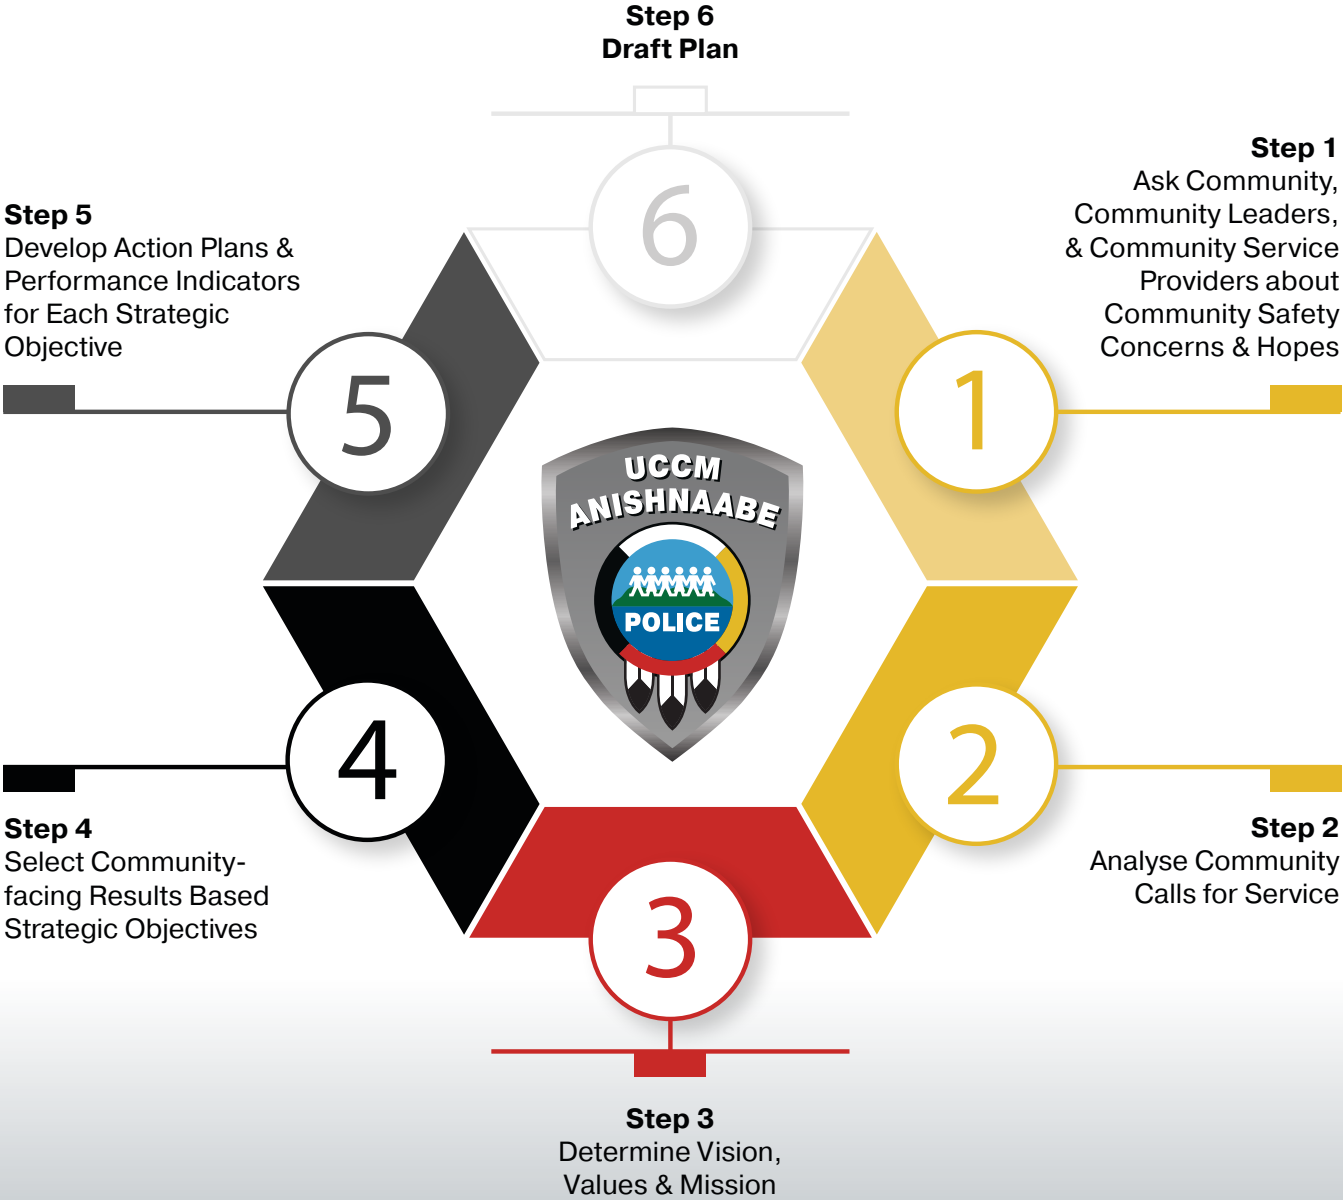 Step 6
Draft Plan
6
Step 1
Ask Community,
Community Leaders,
& Community Service
Providers about
Community Safety
Concerns & Hopes
1
Step 2
Analyse Community
Calls for Service
2
Step 3
Determine Vision,
Values & Mission
3
Step 4
Select Community-
facing Results Based
Strategic Objectives
4
Step 5
Develop Action Plans &
Performance Indicators
for Each Strategic
Objective
5
UCCM
ANISHNAABE
POLICE